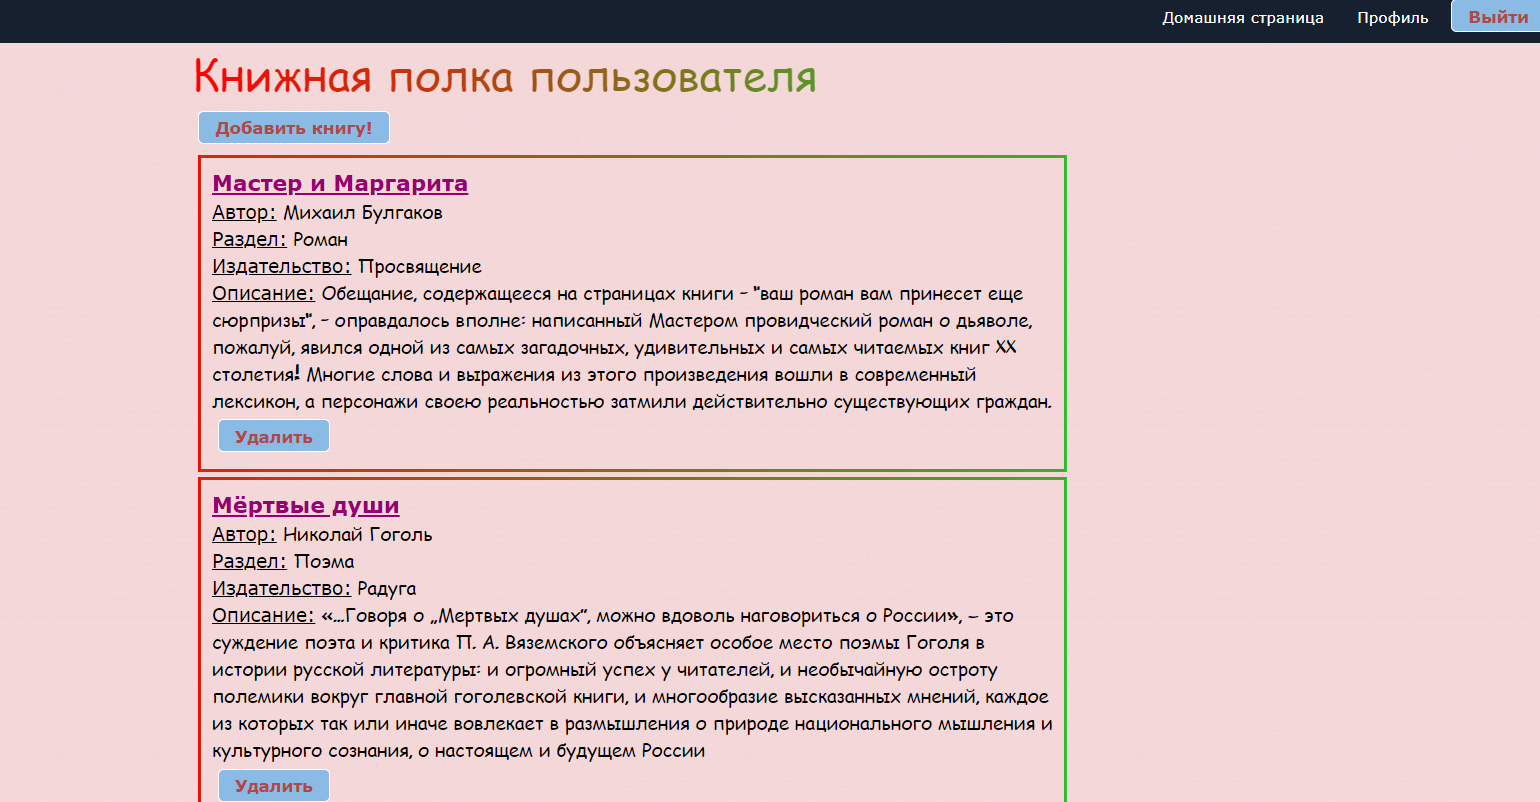 Домашняя страница Профиль Выйти
Книжная полка пользователя
Добавить книгу!
Мастер и Маргарита
Автор: Михаил Булгаков
Раздел: Роман
Издательство: Просвящение
Описание: Обещание, содержащееся на страницах книги - "ваш роман вам принесет еще
сюрпризы", - оправдалось вполне: написанный Мастером провидческий роман о дьяволе,
пожалуй, явился одной из самых загадочных, удивительных и самых читаемых книг XX
столетия! Многие слова и выражения из этого произведения вошли в современный
лексикон, а персонажи своею реальностью затмили действительно существующих граждан.
Удалить
Мёртвые души
Автор: Николай Гоголь
Раздел: Поэма
Издательство: Радуга
Описание: «...Говоря о „Мертвых душах“, можно вдоволь наговориться о России», – это
суждение поэта и критика П. А. Вяземского объясняет особое место поэмы Гоголя в
истории русской литературы: и огромный успех у читателей, и необычайную остроту
полемики вокруг главной гоголевской книги, и многообразие высказанных мнений, каждое
из которых так или иначе вовлекает в размышления о природе национального мышления и
культурного сознания, о настоящем и будущем России
Удалить